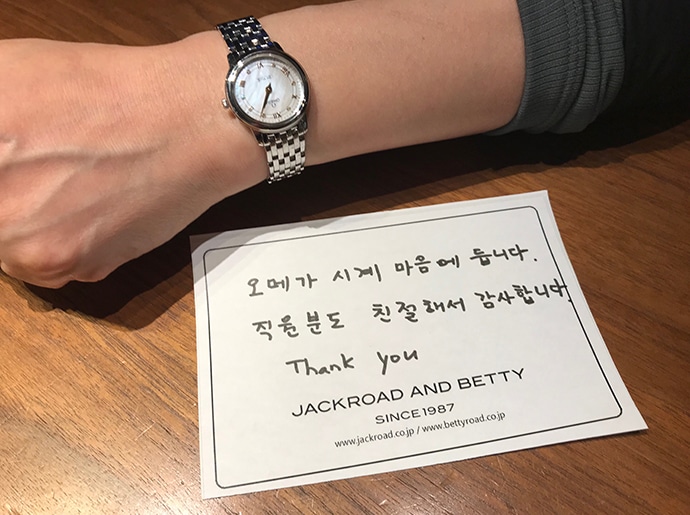 오메가 시계 마음에 듭니다.
직원분도 친절해서 감사합니다.
Thank you
JACKROAD AND BETTY
SINCE1987
www.jackroad.co.jp / www.bettyroad.co.jp